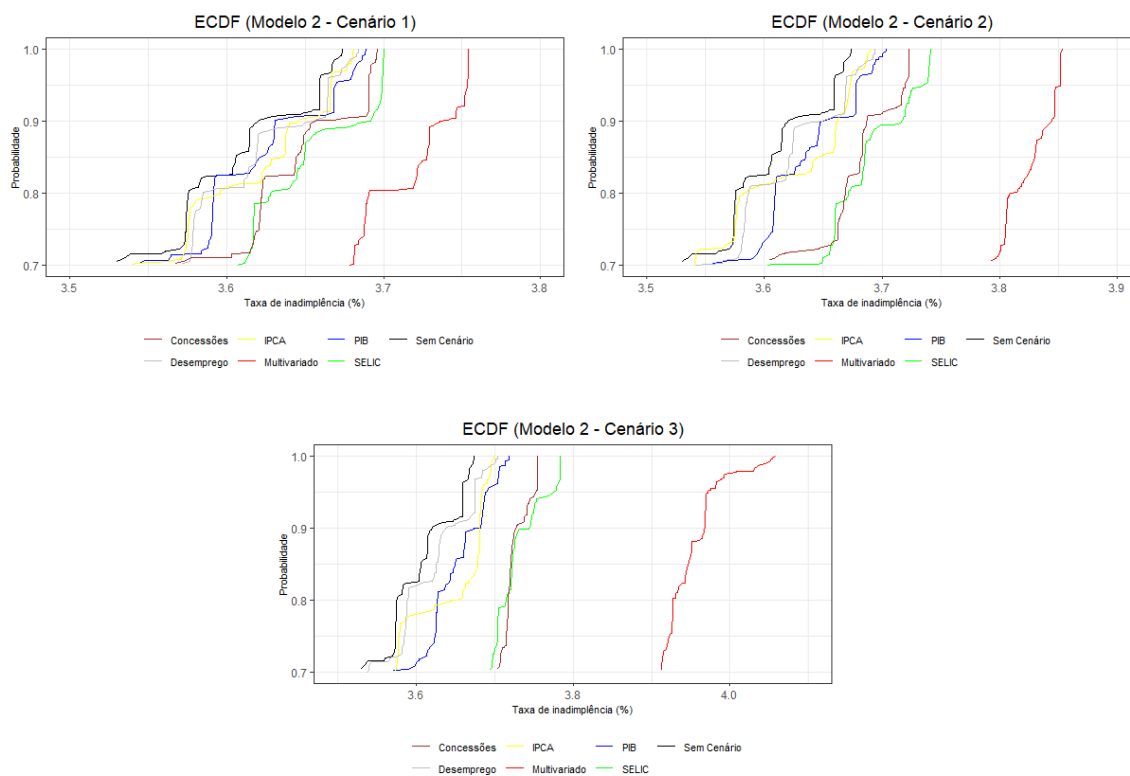 ECDF (Modelo 2 - Cenário 1)
Probabilidade
1.0
0.9
0.8
0.7
3.5 3.6 3.7 3.8
Taxa de inadimplência (%)
Concessões IPCA PIB Sem Cenário
Desemprego Multivariado SELIC
ECDF (Modelo 2 - Cenário 2)
Probabilidade
1.0
0.9
0.8
0.7
3.5 3.6 3.7 3.8 3.9
Taxa de inadimplência (%)
Concessões IPCA PIB Sem Cenário
Desemprego Multivariado SELIC
ECDF (Modelo 2 - Cenário 3)
Probabilidade
1.0
0.9
0.8
0.7
3.6 3.8 4.0
Taxa de inadimplência (%)
Concessões IPCA PIB Sem Cenário
Desemprego Multivariado SELIC